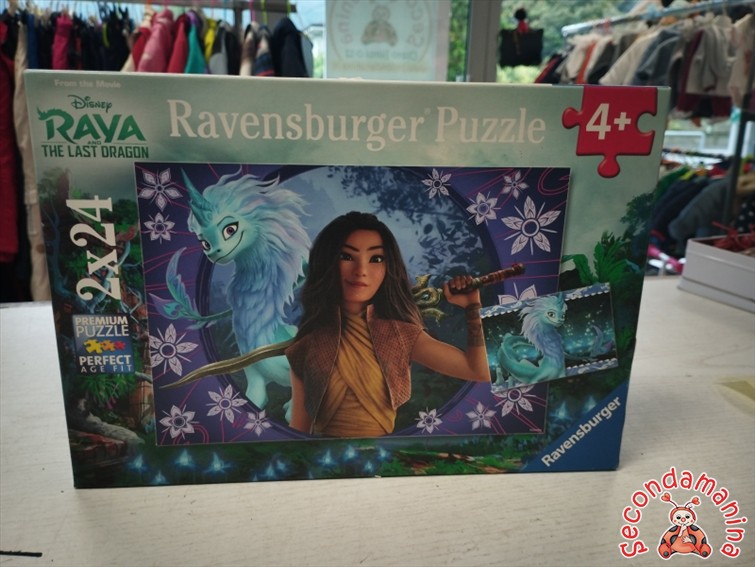 From the Movie
Disney
RAYA
AND
THE LAST DRAGON
Ravensburger Puzzle
4+
2x24
PREMIUM
PUZZLE
PERFECT
AGE FIT
Ravensburger
Secondamanina